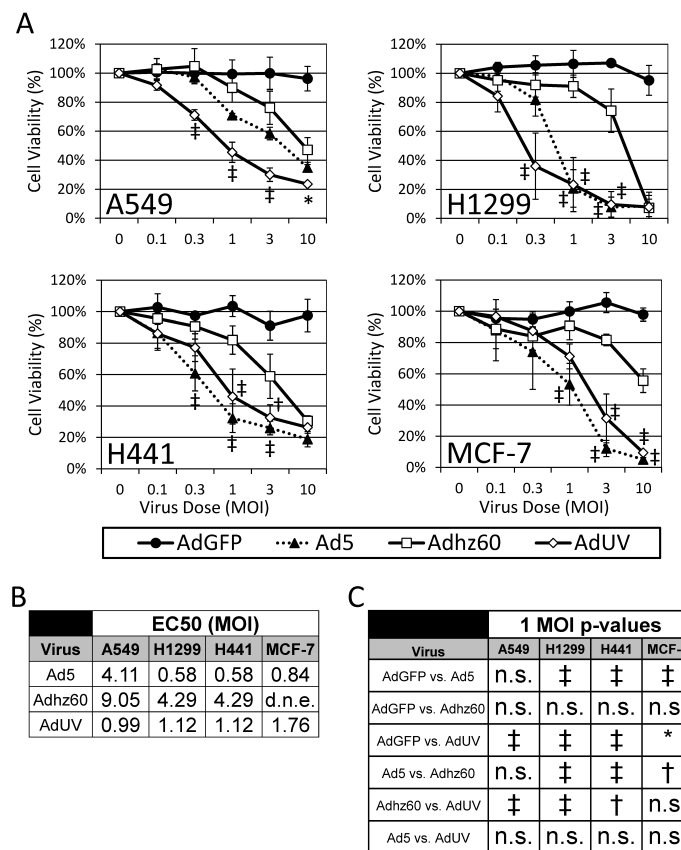 A
120%
100%
80%
60%
40%
20%
0%
Cell Viability (%)
A549
0 0.1 0.3 1 3 10
‡ ‡ ‡ *
120%
100%
80%
60%
40%
20%
0%
Cell Viability (%)
H1299
0 0.1 0.3 1 3 10
‡ ‡ ‡ ‡ ‡
120%
100%
80%
60%
40%
20%
0%
Cell Viability (%)
H441
0 0.1 0.3 1 3 10
Virus Dose (MOI)
‡ ‡ ‡ ‡ †
120%
100%
80%
60%
40%
20%
0%
Cell Viability (%)
MCF-7
0 0.1 0.3 1 3 10
Virus Dose (MOI)
‡ ‡ ‡ ‡ ‡
AdGFP Ad5 Adhz60 AdUV
B
EC50 (MOI)
Virus A549 H1299 H441 MCF-7
Ad5 4.11 0.58 0.58 0.84
Adhz60 9.05 4.29 4.29 d.n.e.
AdUV 0.99 1.12 1.12 1.76
C
1 MOI p-values
Virus A549 H1299 H441 MCF-
AdGFP vs. Ad5 n.s. ‡ ‡ ‡
AdGFP vs. Adhz60 n.s. n.s. n.s. n.s
AdGFP vs. AdUV ‡ ‡ ‡ *
Ad5 vs. Adhz60 n.s. ‡ ‡ †
Adhz60 vs. AdUV ‡ ‡ † n.s
Ad5 vs. AdUV n.s. n.s. n.s. n.s